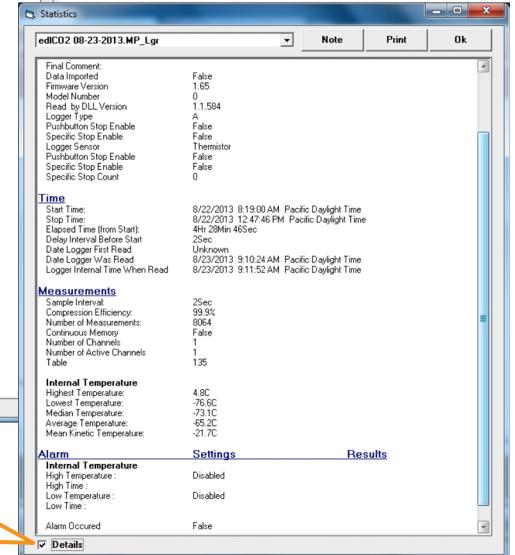 Statistics
edlCO2 08-23-2013.MP_Lgr Note Print Ok
Final Comment:
Data Imported False
Firmware Version 1.65
Model Number 0
Read by DLL Version 1.1.584
Logger Type A
Pushbutton Stop Enable False
Specific Stop Enable False
Logger Sensor Thermistor
Pushbutton Stop Enable False
Specific Stop Enable False
Specific Stop Count 0
Time
Start Time: 8/22/2013 8:19:00 AM Pacific Daylight Time
Stop Time: 8/22/2013 12:47:46 PM Pacific Daylight Time
Elapsed Time (from Start): 4Hr 28Min 46Sec
Delay Interval Before Start 2Sec
Date Logger First Read Unknown
Date Logger Was Read 8/23/2013 9:10:24 AM Pacific Daylight Time
Logger Internal Time When Read 8/23/2013 9:11:52 AM Pacific Daylight Time
Measurements
Sample Interval: 2Sec
Compression Efficiency: 99.9%
Number of Measurements: 8064
Continuous Memory False
Number of Channels 1
Number of Active Channels 1
Table 135
Internal Temperature
Highest Temperature: 4.8C
Lowest Temperature: -76.6C
Median Temperature: -73.1C
Average Temperature: -65.2C
Mean Kinetic Temperature: -21.7C
Alarm Settings Results
Internal Temperature
High Temperature : Disabled
High Time :
Low Temperature : Disabled
Low Time :
Alarm Occured False
Details